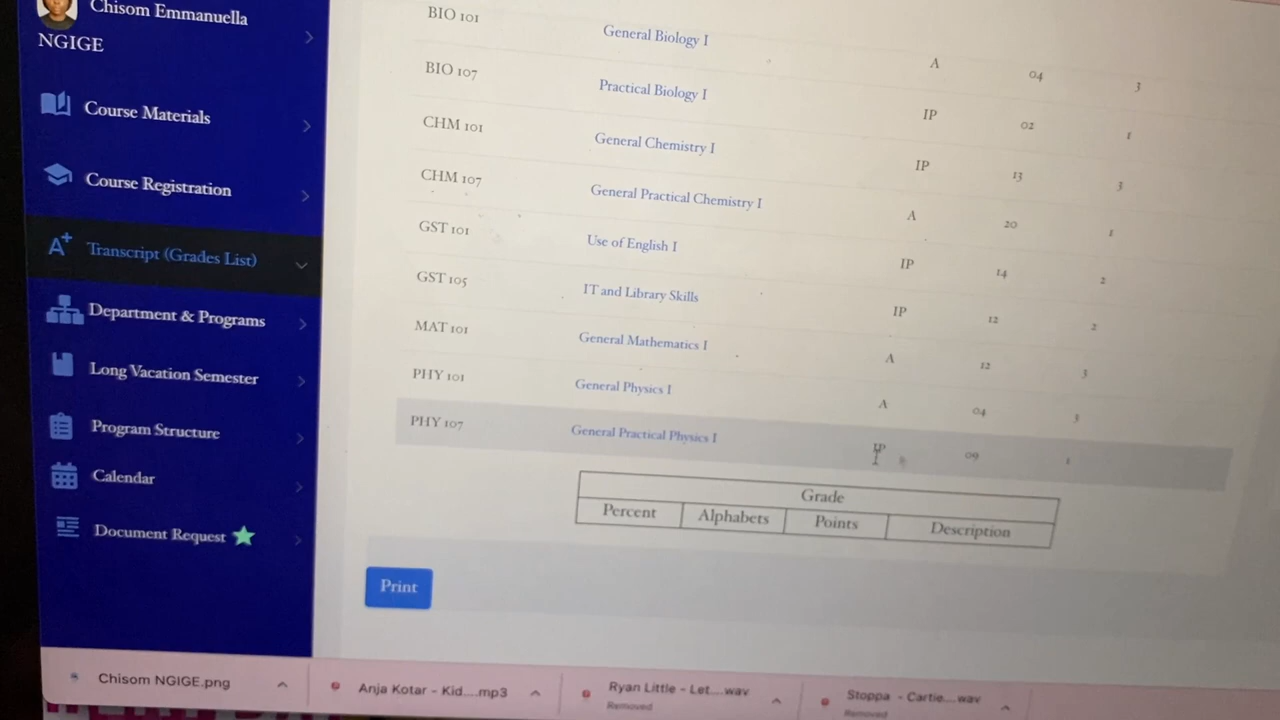 Chisom Emmanuella
NGIGE
Course Materials
Course Registration
A+ Transcript (Grades List)
Department & Programs
Long Vacation Semester
Program Structure
Calendar
Document Request
BIO 101 General Biology I A 04 3
BIO 107 Practical Biology I IP 02 1
CHM 101 General Chemistry I IP 13 3
CHM 107 General Practical Chemistry I A 20 1
GST 101 Use of English I IP 14 2
GST 105 IT and Library Skills IP 12 2
MAT 101 General Mathematics I A 12 3
PHY 101 General Physics I A 04 3
PHY 107 General Practical Physics I IP 09 1
Grade
Percent Alphabets Points Description
Print
Chisom NGIGE.png
Anja Kotar - Kid....mp3
Ryan Little - Let....wav
Removed
Stoppa - Cartie....wav
Removed